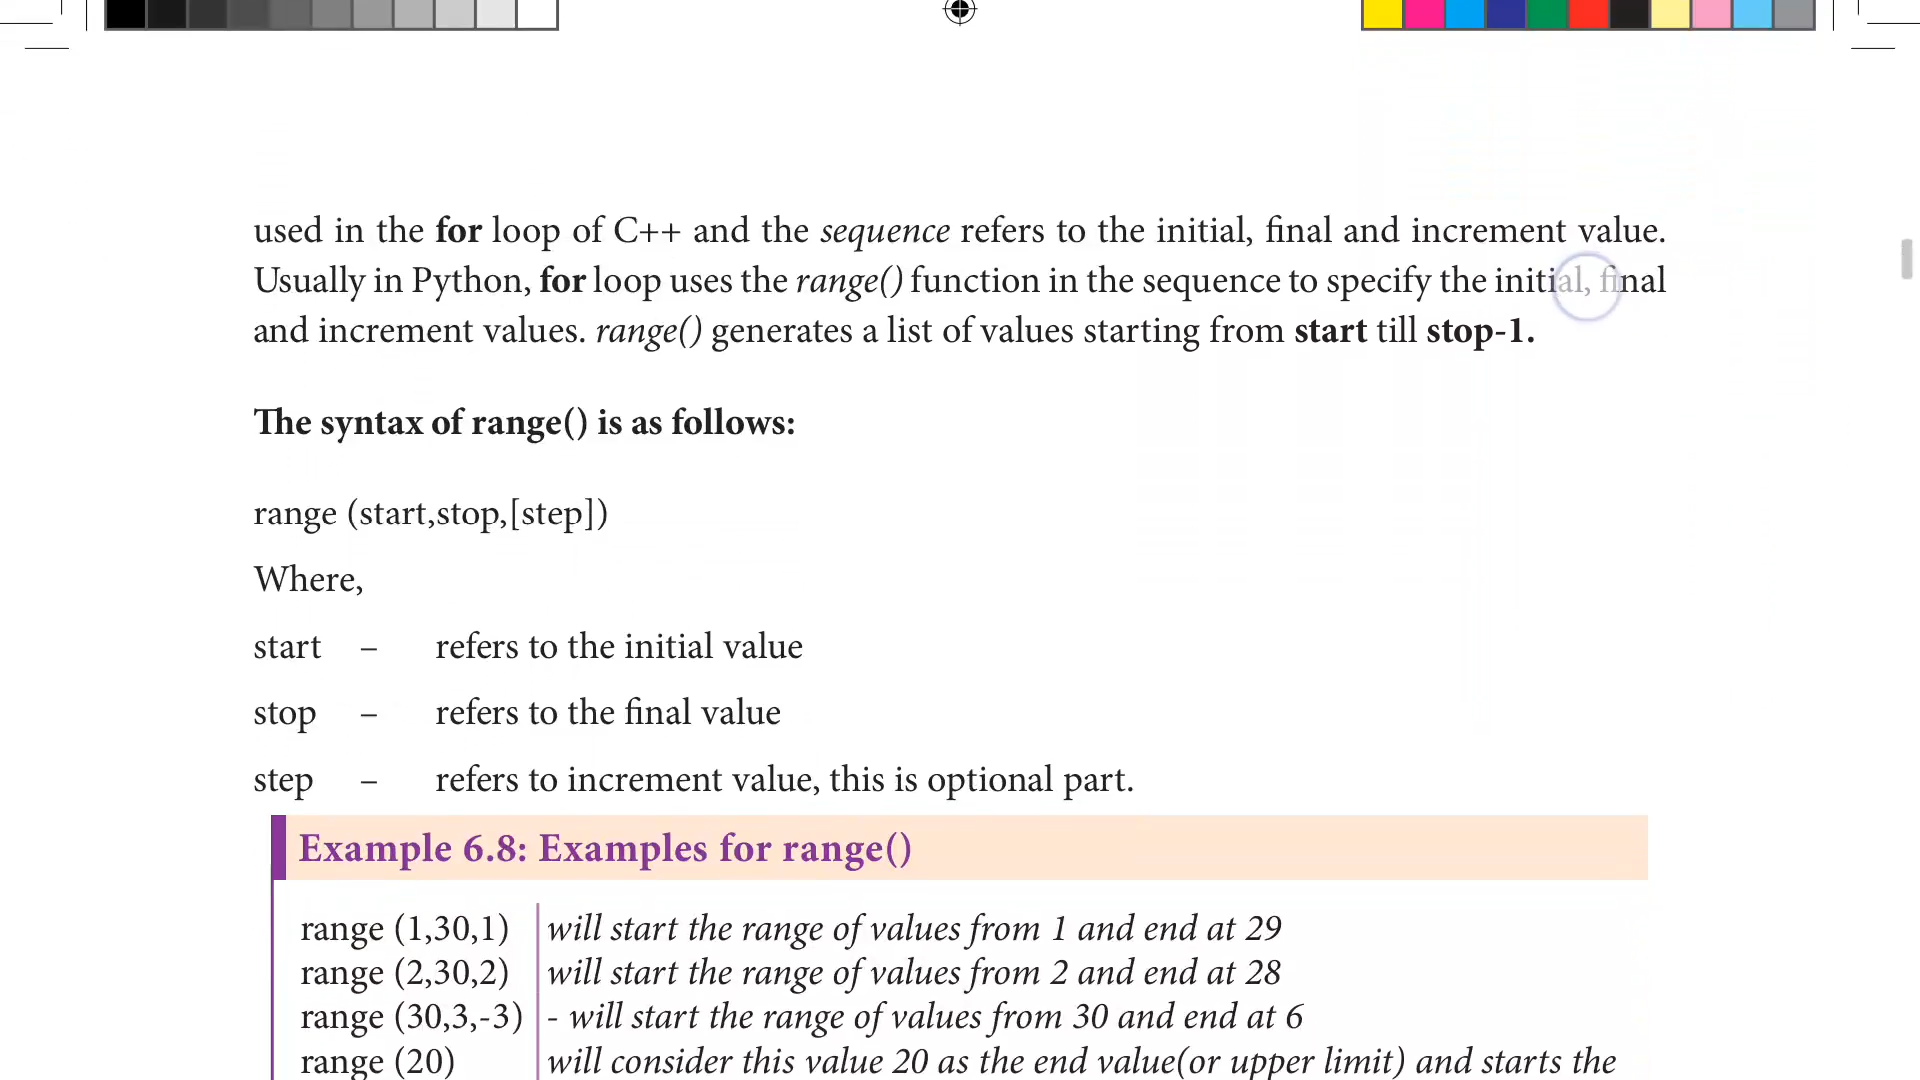 used in the for loop of C++ and the sequence refers to the initial, final and increment value.
Usually in Python, for loop uses the range() function in the sequence to specify the initial, final
and increment values. range() generates a list of values starting from start till stop-1.
The syntax of range() is as follows:
range (start,stop,[step])
Where,
start – refers to the initial value
stop – refers to the final value
step – refers to increment value, this is optional part.
Example 6.8: Examples for range()
range (1,30,1) will start the range of values from 1 and end at 29
range (2,30,2) will start the range of values from 2 and end at 28
range (30,3,-3) - will start the range of values from 30 and end at 6
range (20) will consider this value 20 as the end value(or upper limit) and starts the